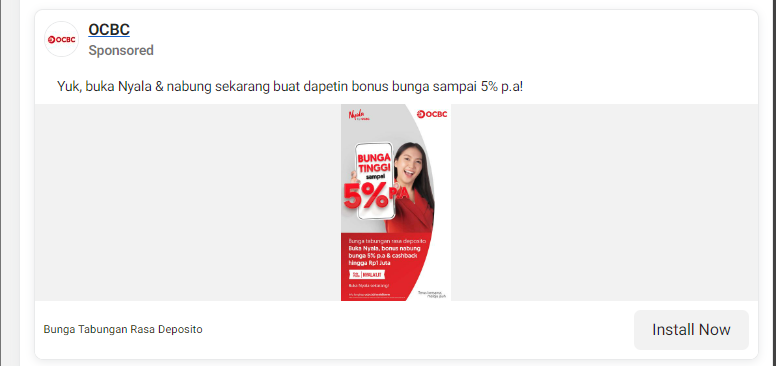 OCBC
OCBC
Sponsored
Yuk, buka Nyala & nabung sekarang buat dapetin bonus bunga sampai 5% p.a!
Nyala
OCBC
BUNGA
TINGGI
sampai
5% P/A
Bunga tabungan rasa deposito
Buka Nyala, bonus nabung
bunga 5% p.a & cashback
hingga Rp1 Juta
Buka Nyala sekarang!
Bunga Tabungan Rasa Deposito
Install Now